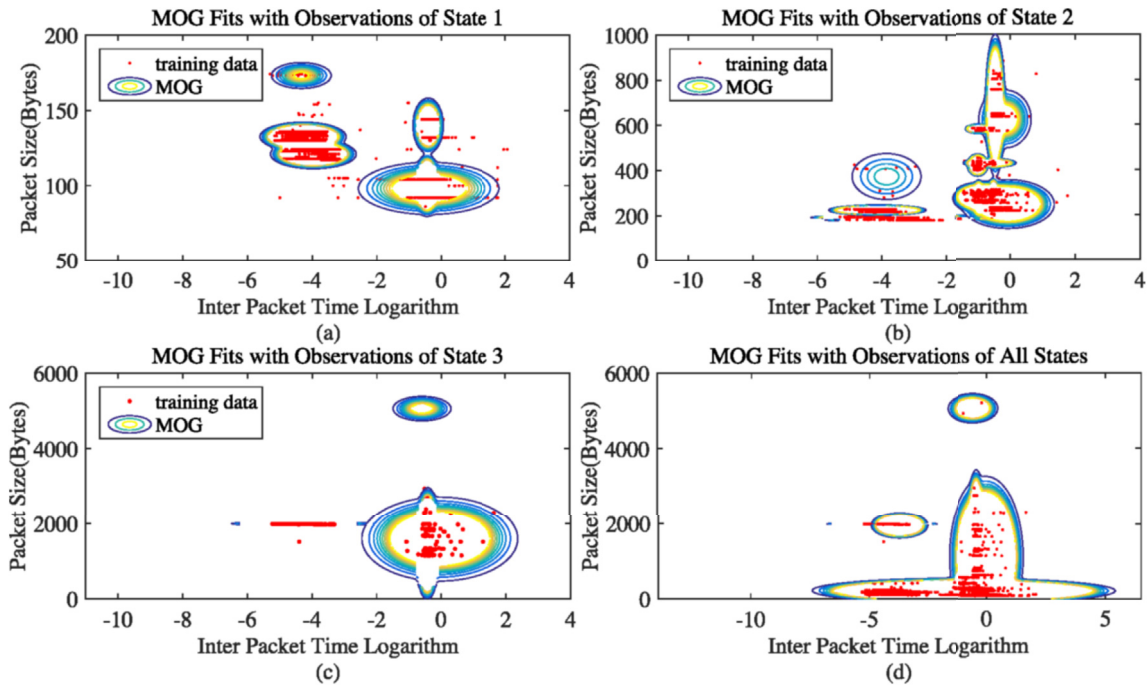 MOG Fits with Observations of State 1
200
150
100
50
Packet Size(Bytes)
training data
MOG
-10 -8 -6 -4 -2 0 2 4
Inter Packet Time Logarithm
(a)
MOG Fits with Observations of State 2
1000
800
600
400
200
0
Packet Size(Bytes)
training data
MOG
-10 -8 -6 -4 -2 0 2 4
Inter Packet Time Logarithm
(b)
MOG Fits with Observations of State 3
6000
4000
2000
0
Packet Size(Bytes)
training data
MOG
-10 -8 -6 -4 -2 0 2 4
Inter Packet Time Logarithm
(c)
MOG Fits with Observations of All States
6000
4000
2000
0
Packet Size(Bytes)
-10 -5 0 5
Inter Packet Time Logarithm
(d)